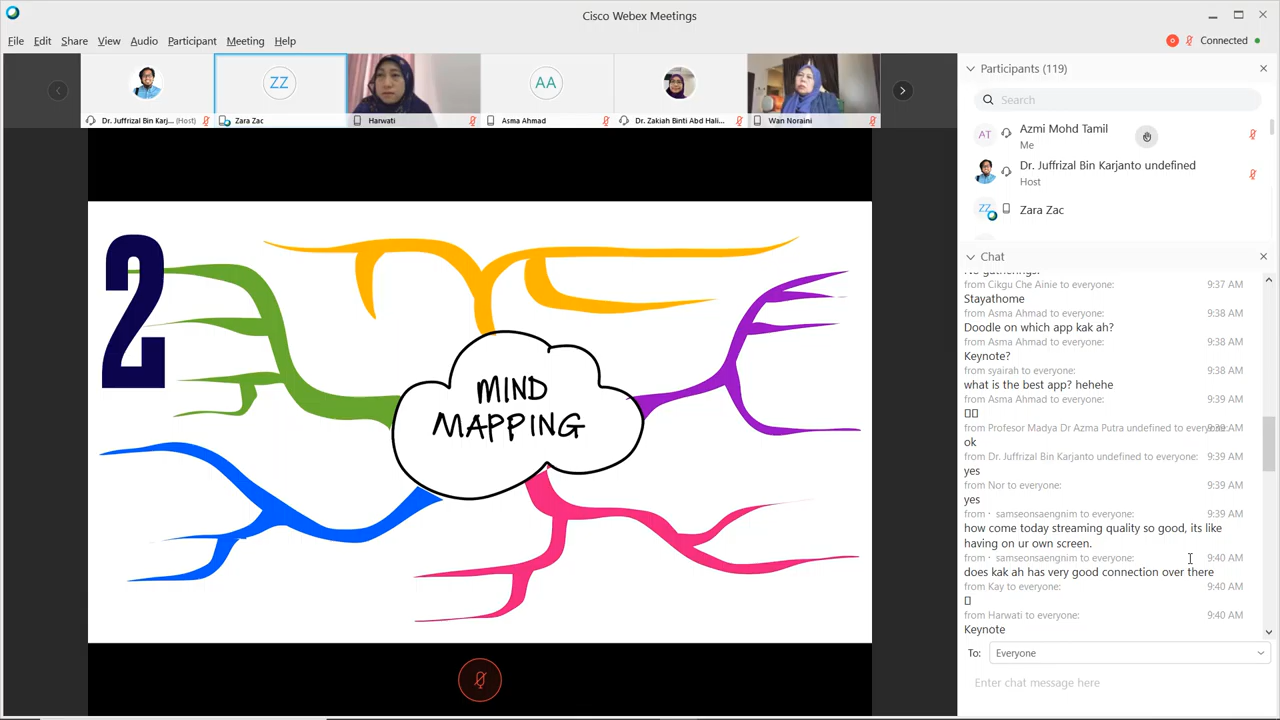 Cisco Webex Meetings
File Edit Share View Audio Participant Meeting Help
Connected
ZZ
AA
Dr. Juffrizal Bin Karj... (Host)
Zara Zac
Harwati
Asma Ahmad
Dr. Zakiah Binti Abd Hali...
Wan Noraini
2
MIND
MAPPING
Participants (119)
Search
AT
Azmi Mohd Tamil
Me
Dr. Juffrizal Bin Karjanto undefined
Host
ZZ
Zara Zac
Chat
No gatherings.
from Cikgu Che Ainie to everyone: 9:37 AM
Stayathome
from Asma Ahmad to everyone: 9:38 AM
Doodle on which app kak ah?
from Asma Ahmad to everyone: 9:38 AM
Keynote?
from syairah to everyone: 9:38 AM
what is the best app? hehehe
from Asma Ahmad to everyone: 9:39 AM
from Profesor Madya Dr Azma Putra undefined to everyone: 9:39 AM
ok
from Dr. Juffrizal Bin Karjanto undefined to everyone: 9:39 AM
yes
from Nor to everyone: 9:39 AM
yes
from · samseonsaengnim to everyone: 9:39 AM
how come today streaming quality so good, its like
having on ur own screen.
from · samseonsaengnim to everyone: 9:40 AM
does kak ah has very good connection over there
from Kay to everyone: 9:40 AM
from Harwati to everyone: 9:40 AM
Keynote
To: Everyone
Enter chat message here